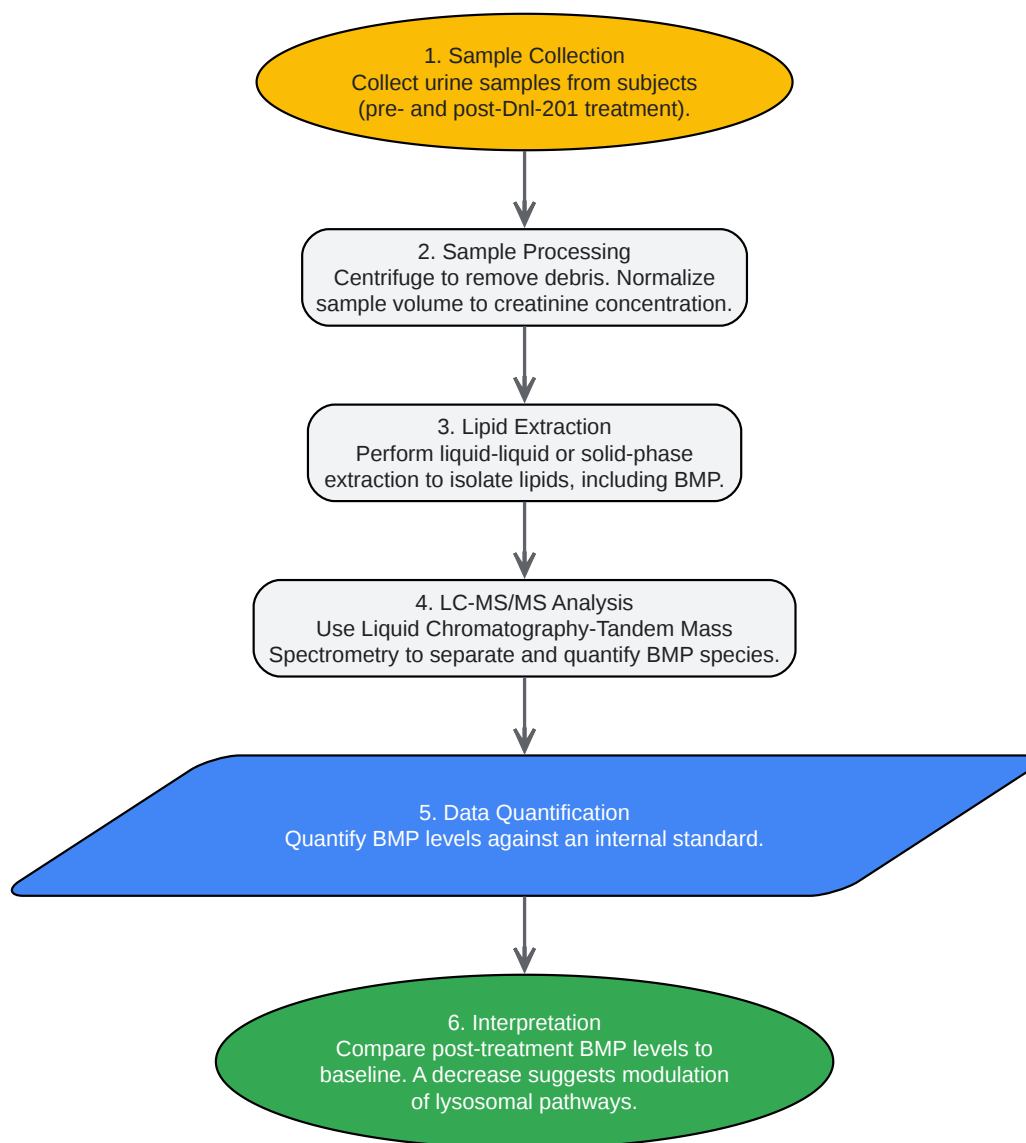 1. Sample Collection
Collect urine samples from subjects
(pre- and post-Dnl-201 treatment).
2. Sample Processing
Centrifuge to remove debris. Normalize
sample volume to creatinine concentration.
3. Lipid Extraction
Perform liquid-liquid or solid-phase
extraction to isolate lipids, including BMP.
4. LC-MS/MS Analysis
Use Liquid Chromatography-Tandem Mass
Spectrometry to separate and quantify BMP species.
5. Data Quantification
Quantify BMP levels against an internal standard.
6. Interpretation
Compare post-treatment BMP levels to
baseline. A decrease suggests modulation
of lysosomal pathways.